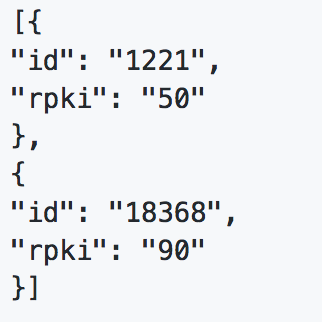 [{
"id": "1221",
"rpki": "50"
},
{
"id": "18368",
"rpki": "90"
}]